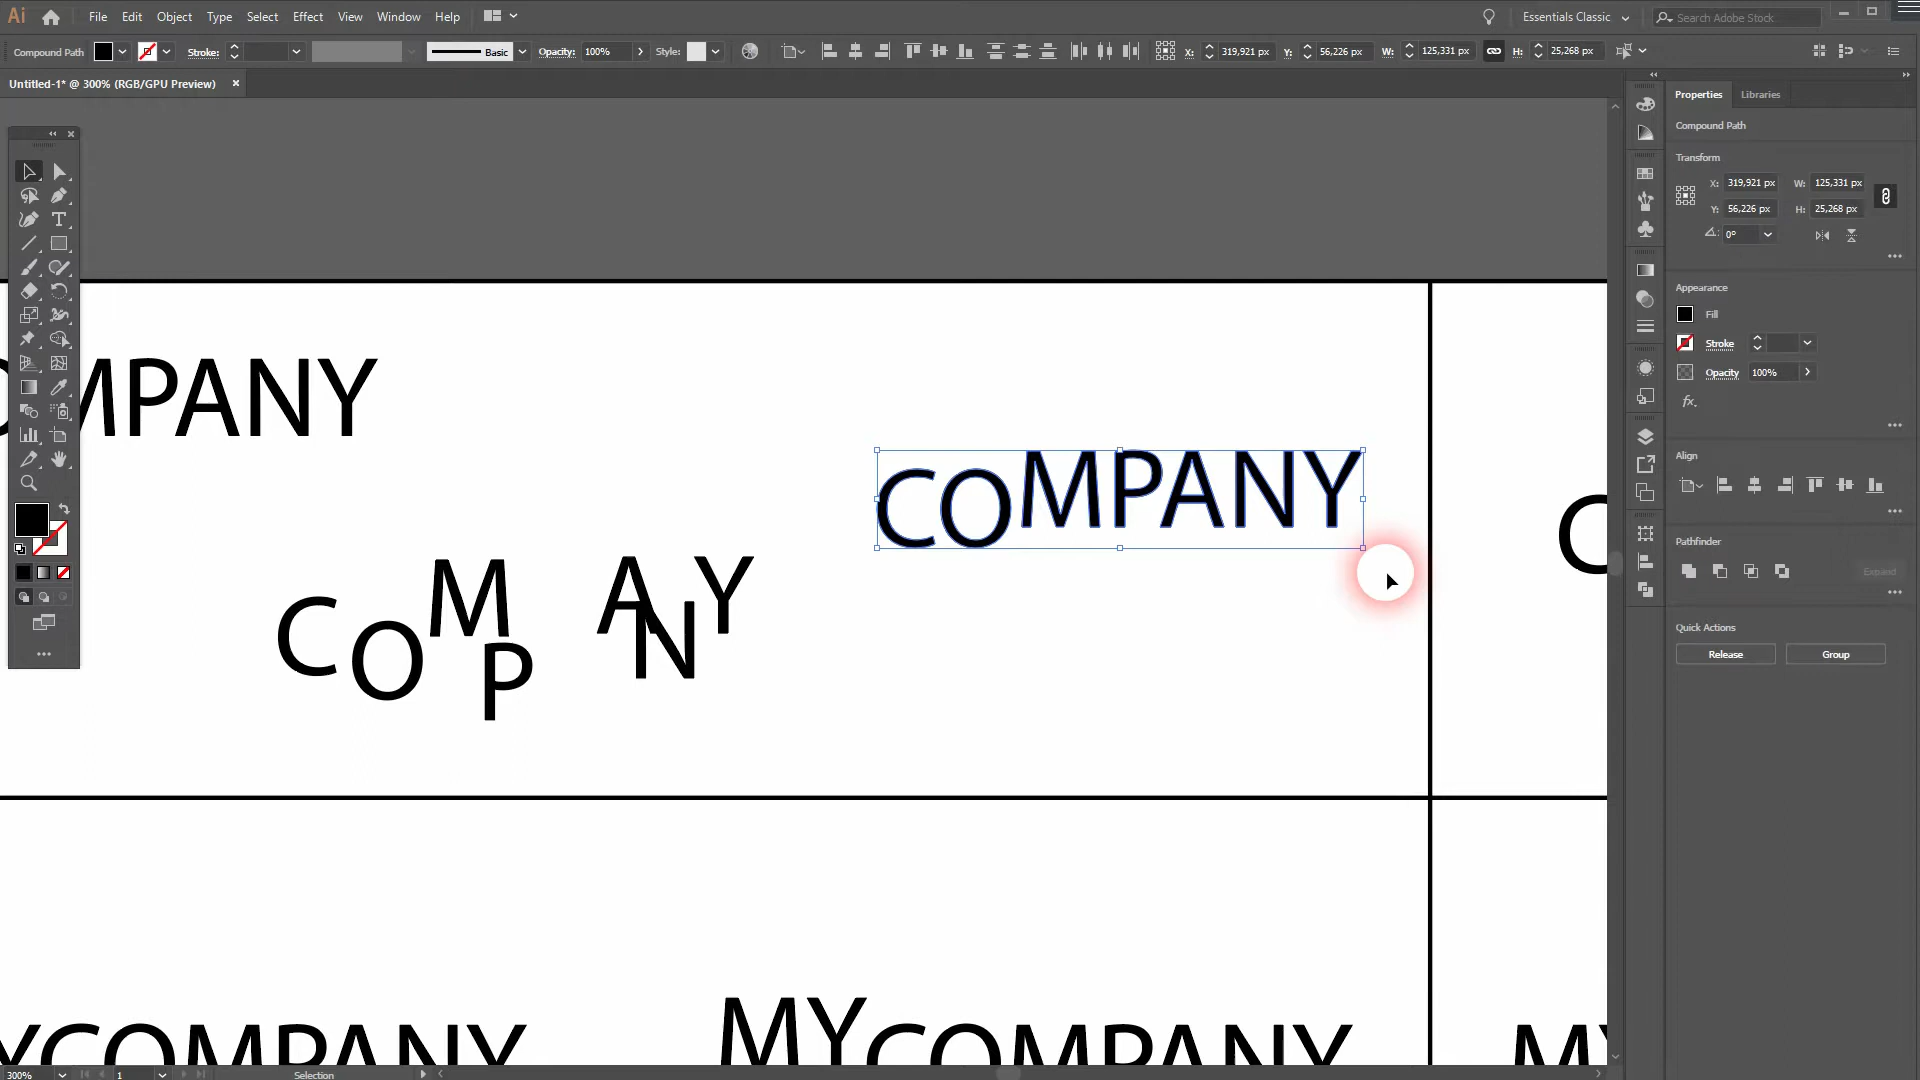 Ai File Edit Object Type Select Effect View Window Help Essentials Classic Search Adobe Stock
Compound Path Stroke: Basic Opacity: 100% Style: X: 319,921 px Y: 56,226 px W: 125,331 px H: 25,268 px
Untitled-1* @ 300% (RGB/GPU Preview)
Properties Libraries
Compound Path
Transform
X: 319,921 px W: 125,331 px
Y: 56,226 px H: 25,268 px
0°
Appearance
Fill
Stroke
Opacity 100%
fx.
Align
Pathfinder
Expand
Quick Actions
Release Group
OMPANY
COMPANY
COMPANY
C
YCOMPANY
MYCOMPANY
MY
300% 1 Selection